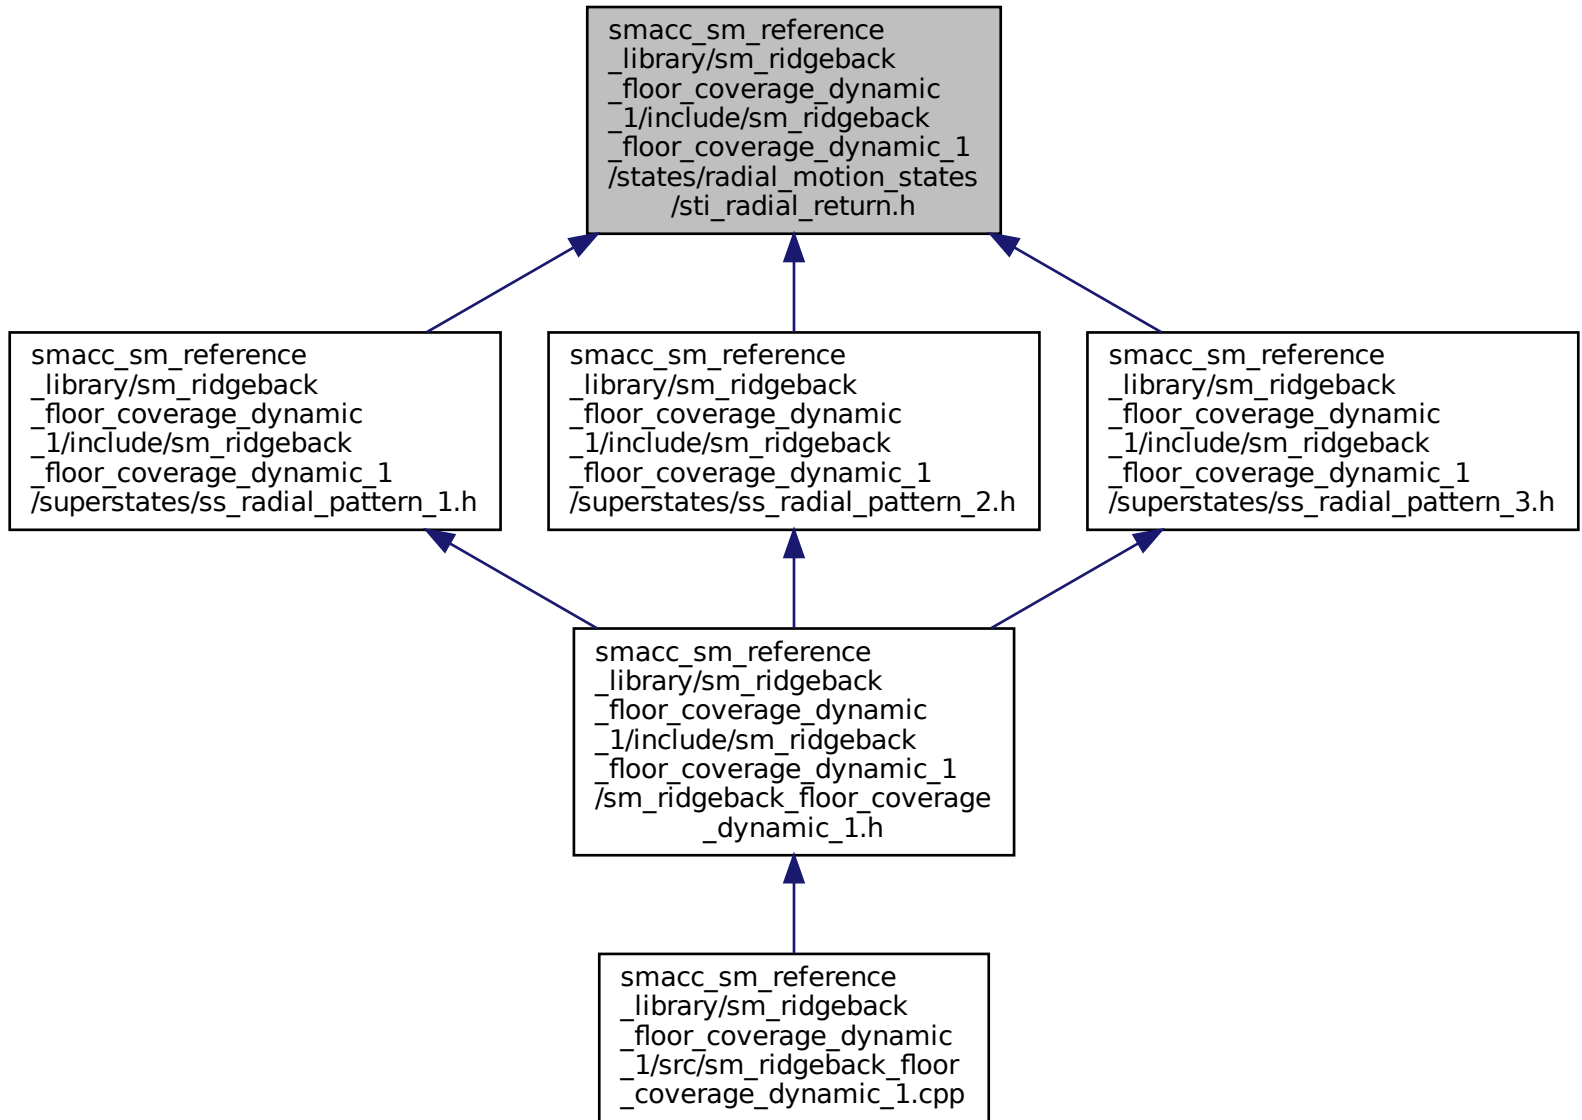 smacc_sm_reference
_library/sm_ridgeback
_floor_coverage_dynamic
_1/include/sm_ridgeback
_floor_coverage_dynamic_1
/states/radial_motion_states
/sti_radial_return.h
smacc_sm_reference
_library/sm_ridgeback
_floor_coverage_dynamic
_1/include/sm_ridgeback
_floor_coverage_dynamic_1
/superstates/ss_radial_pattern_1.h
smacc_sm_reference
_library/sm_ridgeback
_floor_coverage_dynamic
_1/include/sm_ridgeback
_floor_coverage_dynamic_1
/superstates/ss_radial_pattern_2.h
smacc_sm_reference
_library/sm_ridgeback
_floor_coverage_dynamic
_1/include/sm_ridgeback
_floor_coverage_dynamic_1
/superstates/ss_radial_pattern_3.h
smacc_sm_reference
_library/sm_ridgeback
_floor_coverage_dynamic
_1/include/sm_ridgeback
_floor_coverage_dynamic_1
/sm_ridgeback_floor_coverage
_dynamic_1.h
smacc_sm_reference
_library/sm_ridgeback
_floor_coverage_dynamic
_1/src/sm_ridgeback_floor
_coverage_dynamic_1.cpp